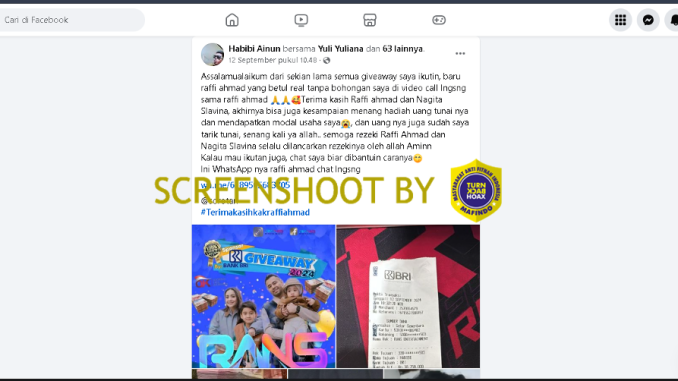 Cari di Facebook
Habibi Ainun bersama Yuli Yuliana dan 63 lainnya.
12 September pukul 10.48
Assalamualaikum dari sekian lama semua giveaway saya ikutin, baru
raffi ahmad yang betul real tanpa bohongan saya di video call lngsng
sama raffi ahmad 🙏🙏🥰Terima kasih Raffi ahmad dan Nagita
Slavina, akhirnya bisa juga kesampaian menang hadiah uang tunai nya
dan mendapatkan modal usaha saya😭, dan uang nya juga sudah saya
tarik tunai, senang kali ya allah.. semoga rezeki Raffi Ahmad dan
Nagita Slavina selalu dilancarkan rezekinya oleh allah Aminn
Kalau mau ikutan juga, chat saya biar dibantuin caranya😊
Ini WhatsApp nya raffi ahmad chat lngsng
SCREENSHOOT BY
MASYARAKAT ANTI FITNAH INDONESIA
TURN BACK HOAX
MAFINDO
#Terimakasihkakraffiahmad
BANK BRI
GIVEAWAY
2024
RANS
BRI